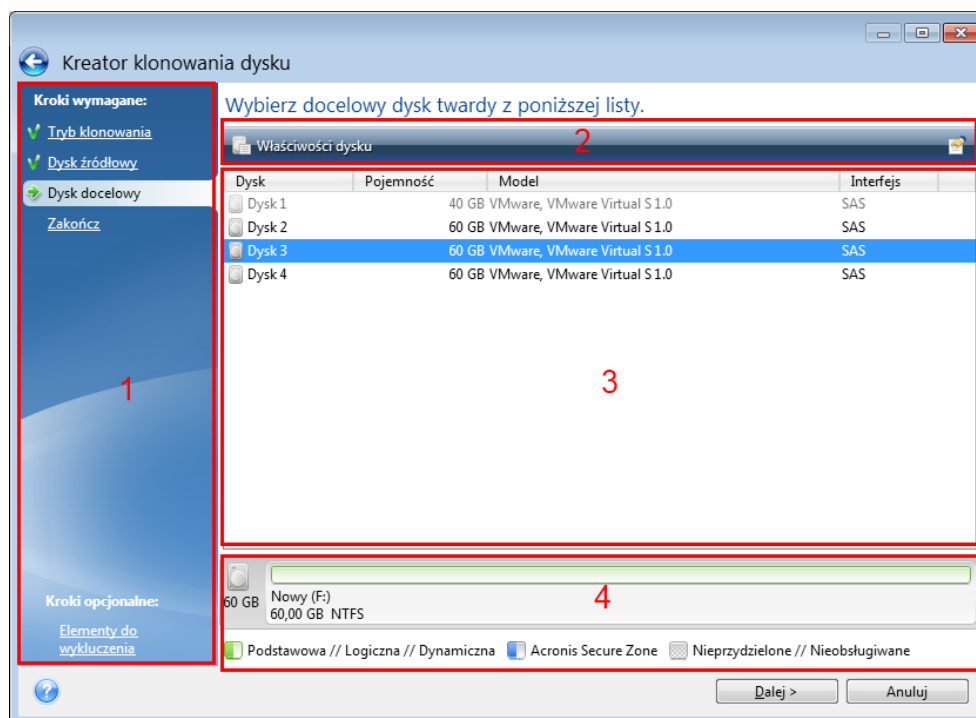 Kreator klonowania dysku
Kroki wymagane:
Tryb klonowania
Dysk źródłowy
Dysk docelowy
Zakończ
1
Kroki opcjonalne:
Elementy do
wykluczenia
Wybierz docelowy dysk twardy z poniższej listy.
Właściwości dysku
2
Dysk Pojemność Model Interfejs
Dysk 1 40 GB VMware, VMware Virtual S 1.0 SAS
Dysk 2 60 GB VMware, VMware Virtual S 1.0 SAS
Dysk 3 60 GB VMware, VMware Virtual S 1.0 SAS
Dysk 4 60 GB VMware, VMware Virtual S 1.0 SAS
3
60 GB
Nowy (F:)
60,00 GB NTFS
4
Podstawowa // Logiczna // Dynamiczna Acronis Secure Zone Nieprzydzielone // Nieobsługiwane
?
Dalej > Anuluj